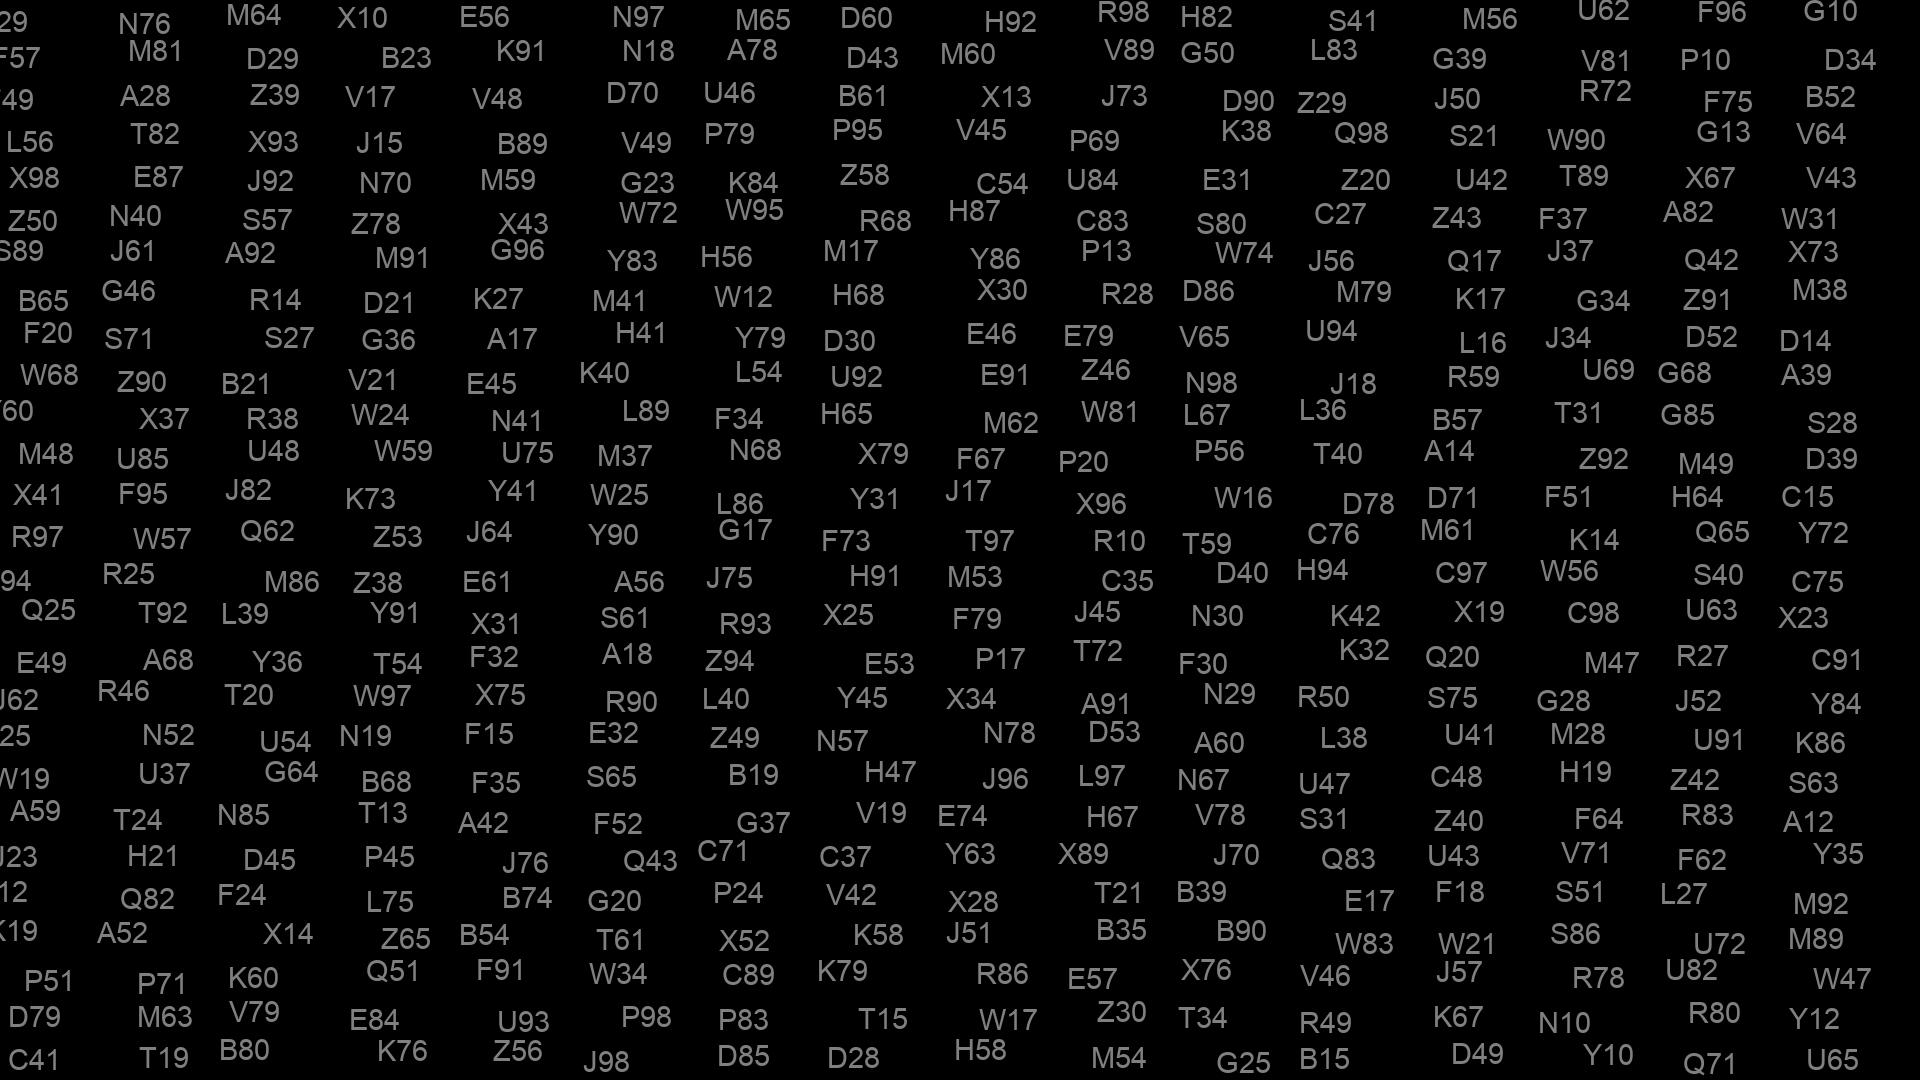 29 N76 M64 X10 E56 N97 M65 D60 H92 R98 H82 S41 M56 U62 F96 G10
F57 M81 D29 B23 K91 N18 A78 D43 M60 V89 G50 L83 G39 V81 P10 D34
49 A28 Z39 V17 V48 D70 U46 B61 X13 J73 D90 Z29 J50 R72 F75 B52
L56 T82 X93 J15 B89 V49 P79 P95 V45 P69 K38 Q98 S21 W90 G13 V64
X98 E87 J92 N70 M59 G23 K84 Z58 C54 U84 E31 Z20 U42 T89 X67 V43
Z50 N40 S57 Z78 X43 W72 W95 R68 H87 C83 S80 C27 Z43 F37 A82 W31
S89 J61 A92 M91 G96 Y83 H56 M17 Y86 P13 W74 J56 Q17 J37 Q42 X73
B65 G46 R14 D21 K27 M41 W12 H68 X30 R28 D86 M79 K17 G34 Z91 M38
F20 S71 S27 G36 A17 H41 Y79 D30 E46 E79 V65 U94 L16 J34 D52 D14
W68 Z90 B21 V21 E45 K40 L54 U92 E91 Z46 N98 J18 R59 U69 G68 A39
60 X37 R38 W24 N41 L89 F34 H65 M62 W81 L67 L36 B57 T31 G85 S28
M48 U85 U48 W59 U75 M37 N68 X79 F67 P20 P56 T40 A14 Z92 M49 D39
X41 F95 J82 K73 Y41 W25 L86 Y31 J17 X96 W16 D78 D71 F51 H64 C15
R97 W57 Q62 Z53 J64 Y90 G17 F73 T97 R10 T59 C76 M61 K14 Q65 Y72
94 R25 M86 Z38 E61 A56 J75 H91 M53 C35 D40 H94 C97 W56 S40 C75
Q25 T92 L39 Y91 X31 S61 R93 X25 F79 J45 N30 K42 X19 C98 U63 X23
E49 A68 Y36 T54 F32 A18 Z94 E53 P17 T72 F30 K32 Q20 M47 R27 C91
J62 R46 T20 W97 X75 R90 L40 Y45 X34 A91 N29 R50 S75 G28 J52 Y84
25 N52 U54 N19 F15 E32 Z49 N57 N78 D53 A60 L38 U41 M28 U91 K86
W19 U37 G64 B68 F35 S65 B19 H47 J96 L97 N67 U47 C48 H19 Z42 S63
A59 T24 N85 T13 A42 F52 G37 V19 E74 H67 V78 S31 Z40 F64 R83 A12
23 H21 D45 P45 J76 Q43 C71 C37 Y63 X89 J70 Q83 U43 V71 F62 Y35
12 Q82 F24 L75 B74 G20 P24 V42 X28 T21 B39 E17 F18 S51 L27 M92
K19 A52 X14 Z65 B54 T61 X52 K58 J51 B35 B90 W83 W21 S86 U72 M89
P51 P71 K60 Q51 F91 W34 C89 K79 R86 E57 X76 V46 J57 R78 U82 W47
D79 M63 V79 E84 U93 P98 P83 T15 W17 Z30 T34 R49 K67 N10 R80 Y12
C41 T19 B80 K76 Z56 J98 D85 D28 H58 M54 G25 B15 D49 Y10 Q71 U65